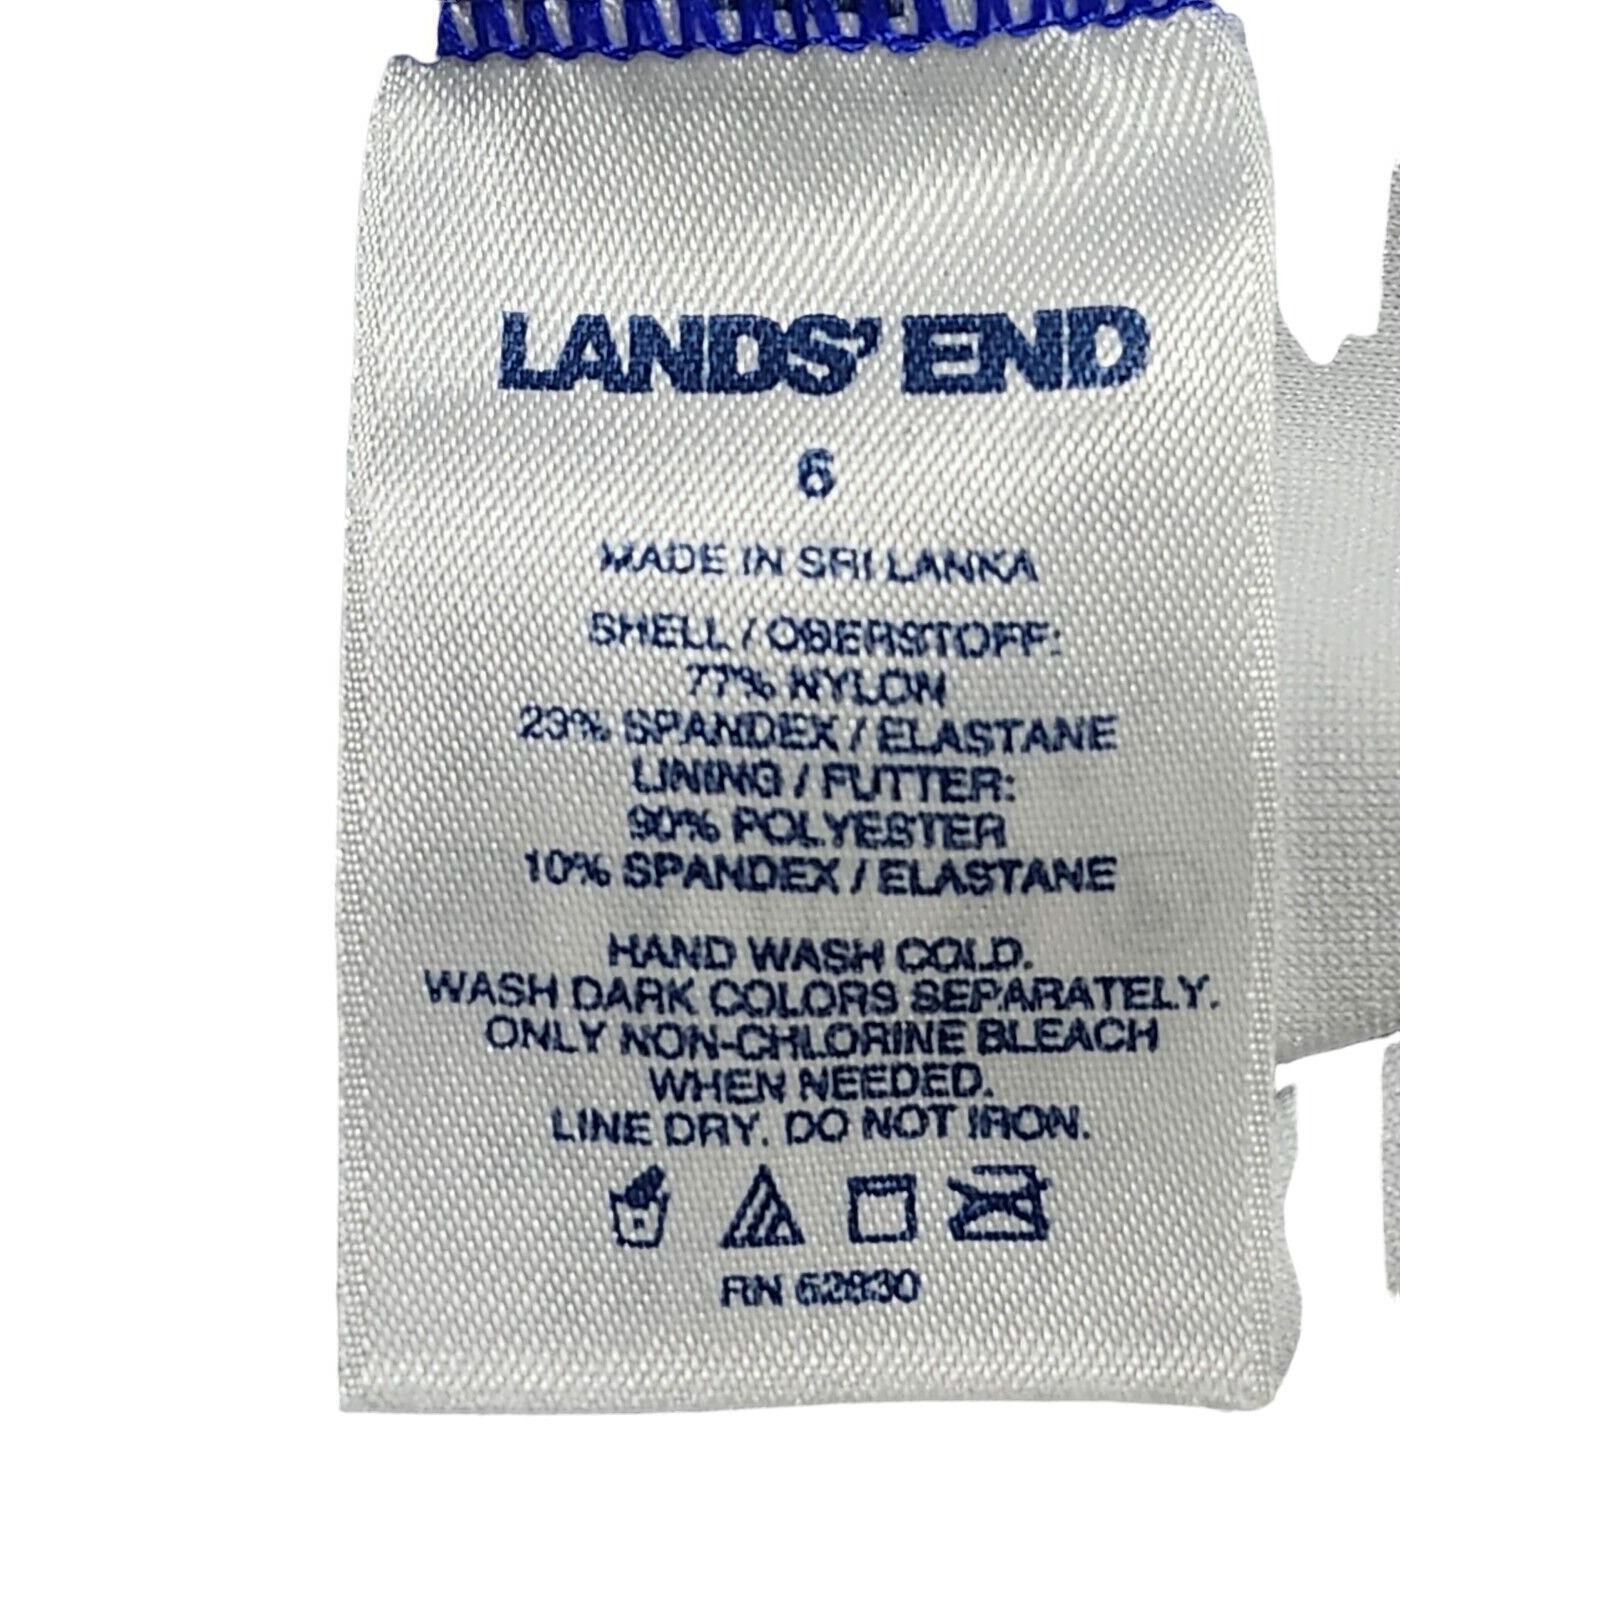 LANDS' END
6
MADE IN SRI LANKA
SHELL / OBERSTOFF:
77% NYLON
23% SPANDEX / ELASTANE
LINING / FUTTER:
90% POLYESTER
10% SPANDEX / ELASTANE
HAND WASH COLD.
WASH DARK COLORS SEPARATELY.
ONLY NON-CHLORINE BLEACH
WHEN NEEDED.
LINE DRY. DO NOT IRON.
RN 62830